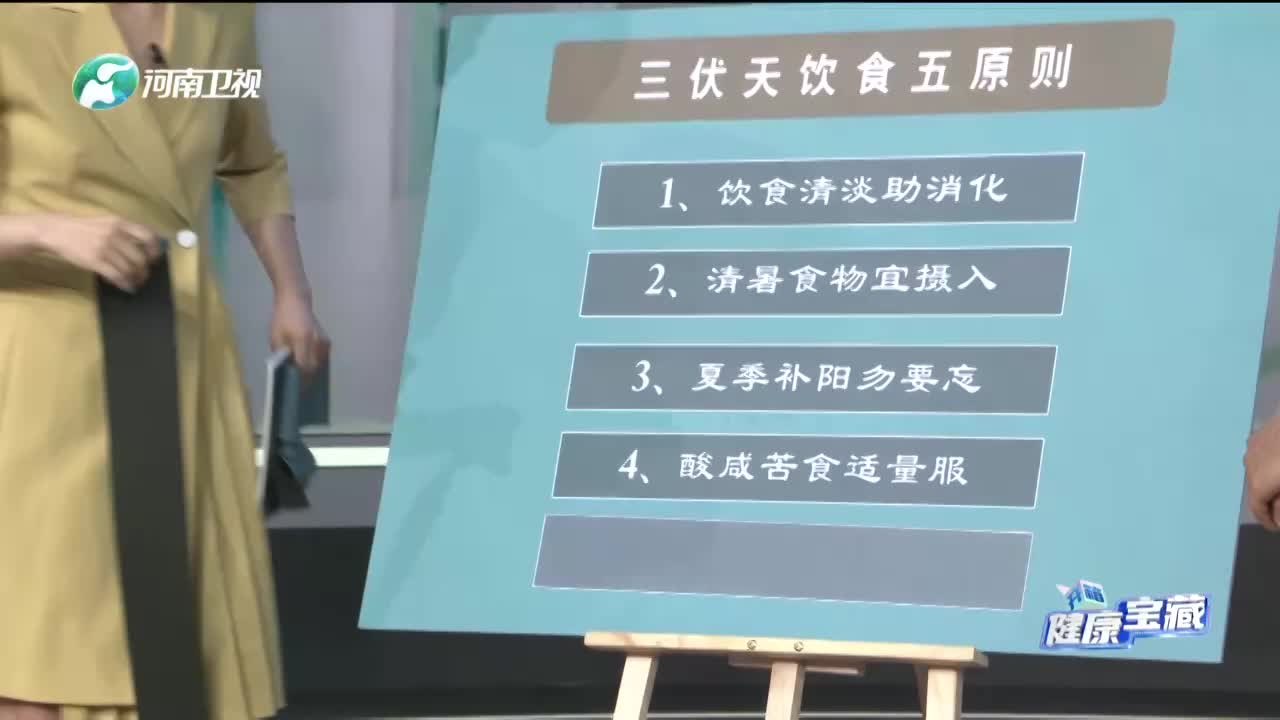 河南卫视
三伏天饮食五原则
1、饮食清淡助消化
2、清暑食物宜摄入
3、夏季补阳勿要忘
4、酸咸苦食适量服
开箱
健康宝藏